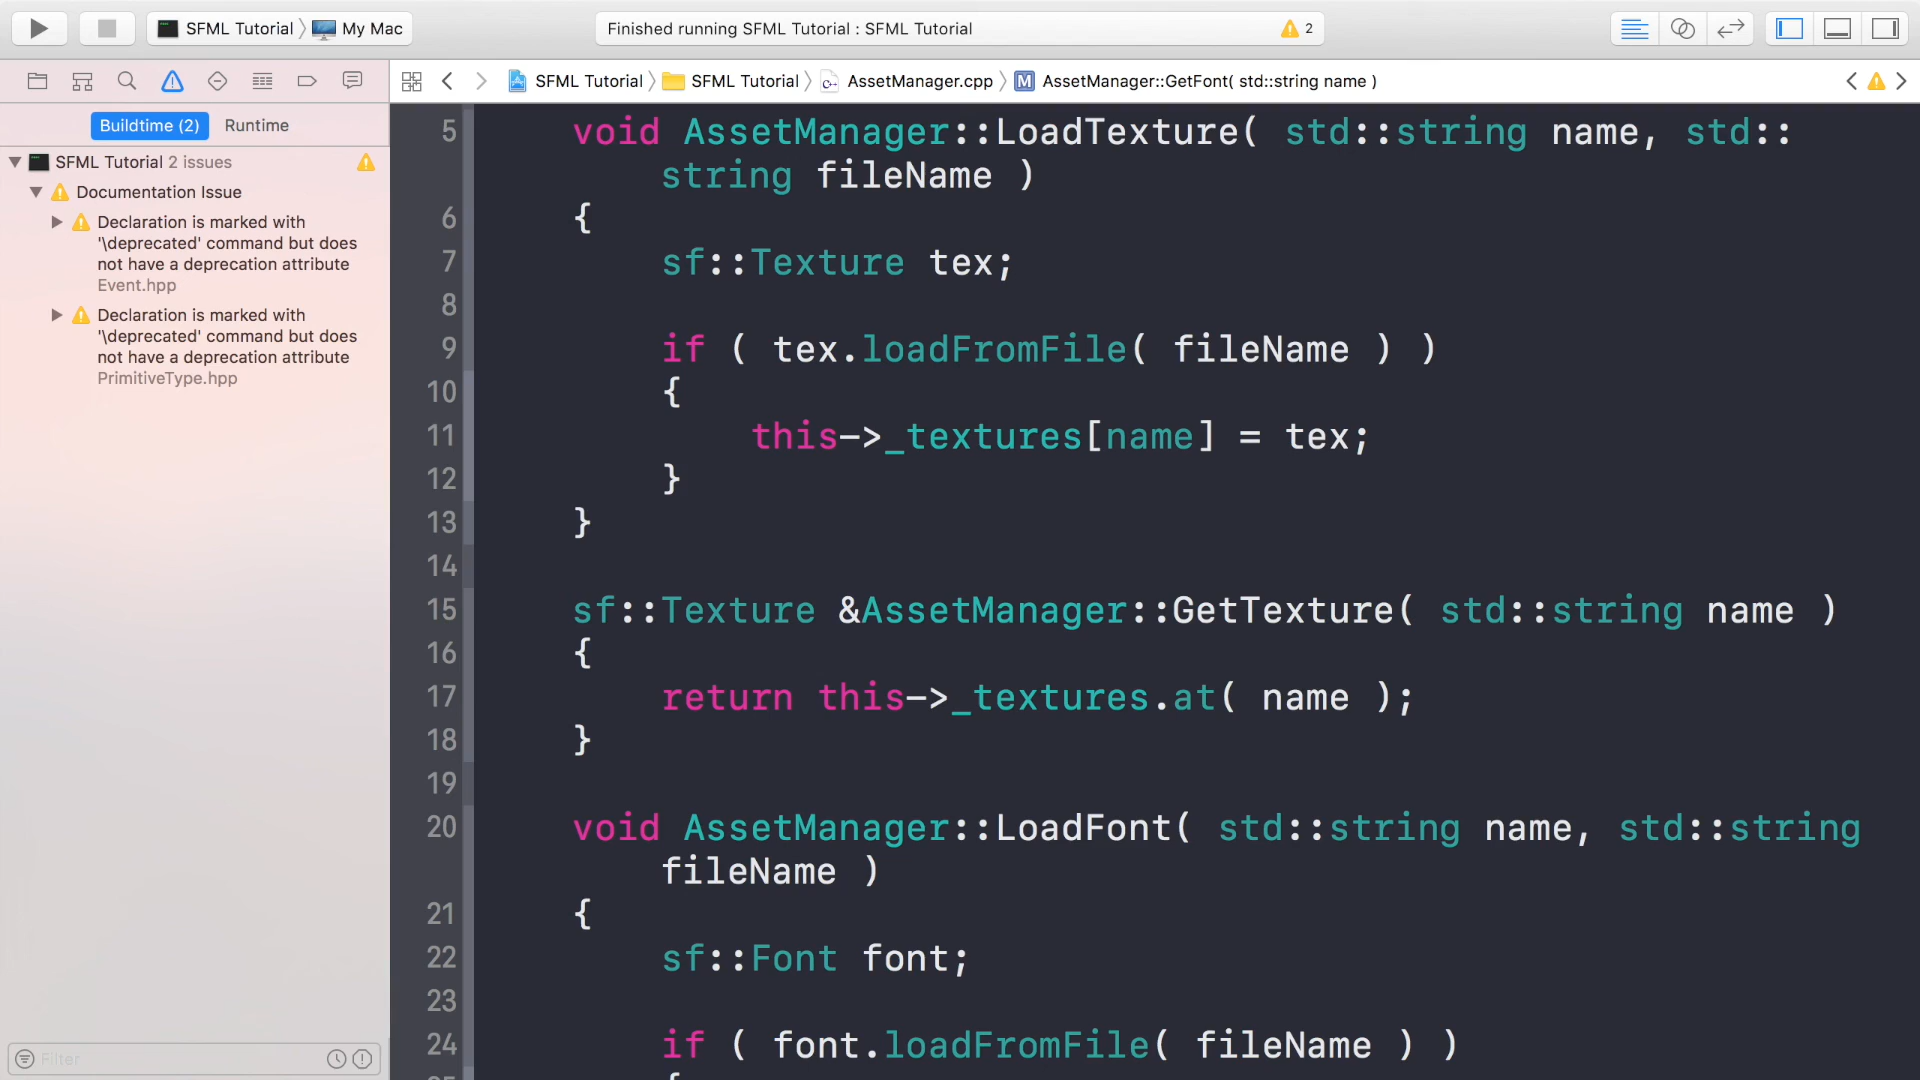 SFML Tutorial My Mac
Finished running SFML Tutorial : SFML Tutorial
2
SFML Tutorial SFML Tutorial AssetManager.cpp M AssetManager::GetFont( std::string name )
Buildtime (2) Runtime
SFML Tutorial 2 issues
Documentation Issue
Declaration is marked with
'\deprecated' command but does
not have a deprecation attribute
Event.hpp
Declaration is marked with
'\deprecated' command but does
not have a deprecation attribute
PrimitiveType.hpp
Filter
5 void AssetManager::LoadTexture( std::string name, std::
string fileName )
6 {
7 sf::Texture tex;
8
9 if ( tex.loadFromFile( fileName ) )
10 {
11 this->_textures[name] = tex;
12 }
13 }
14
15 sf::Texture &AssetManager::GetTexture( std::string name )
16 {
17 return this->_textures.at( name );
18 }
19
20 void AssetManager::LoadFont( std::string name, std::string
fileName )
21 {
22 sf::Font font;
23
24 if ( font.loadFromFile( fileName ) )